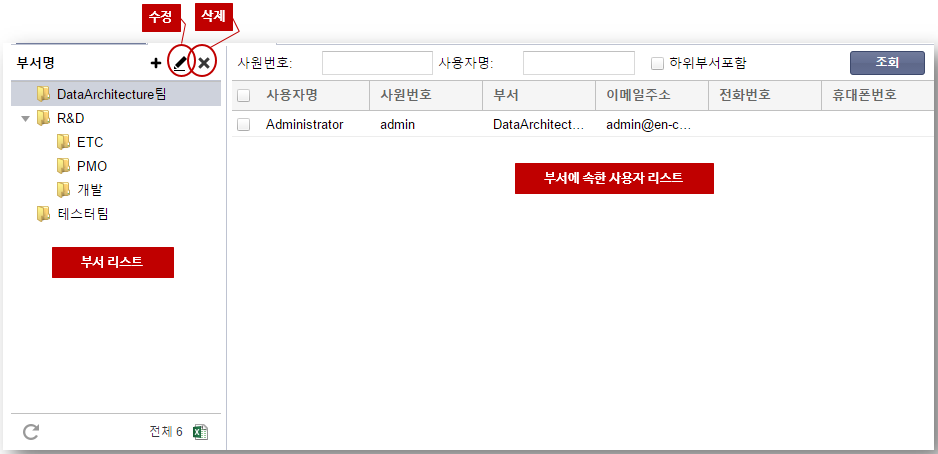 수정
삭제
부서명
사원번호:
사용자명:
하위부서포함
조회
DataArchitecture팀
R&D
ETC
PMO
개발
테스터팀
부서 리스트
전체 6
사용자명 사원번호 부서 이메일주소 전화번호 휴대폰번호
Administrator admin DataArchitect... admin@en-c...
부서에 속한 사용자 리스트